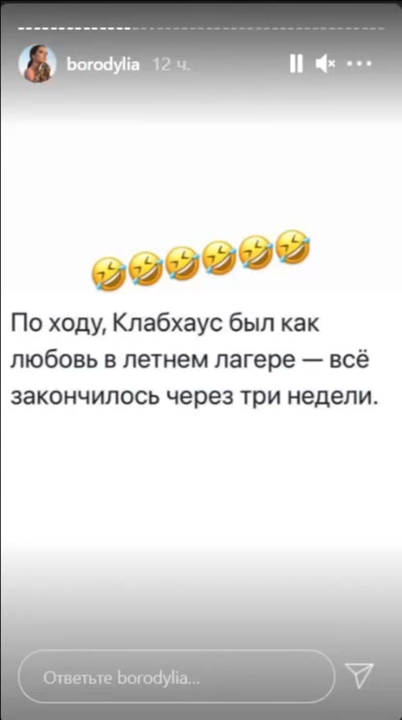 borodylia 12 ч.
По ходу, Клабхаус был как
любовь в летнем лагере — всё
закончилось через три недели.
Ответьте borodylia...